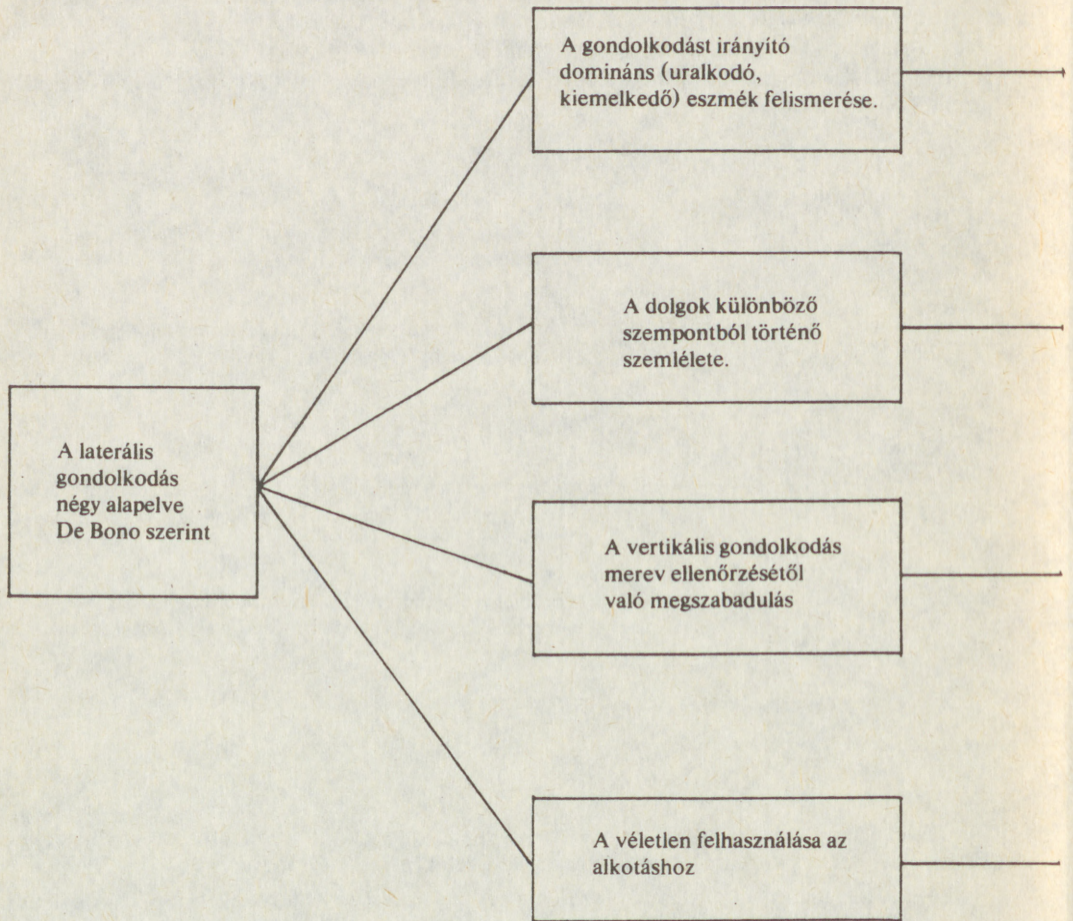 A gondolkodást irányító
domináns (uralkodó,
kiemelkedő) eszmék felismerése.
A dolgok különböző
szempontból történő
szemlélete.
A laterális
gondolkodás
négy alapelve
De Bono szerint
A vertikális gondolkodás
merev ellenőrzésétől
való megszabadulás
A véletlen felhasználása az
alkotáshoz